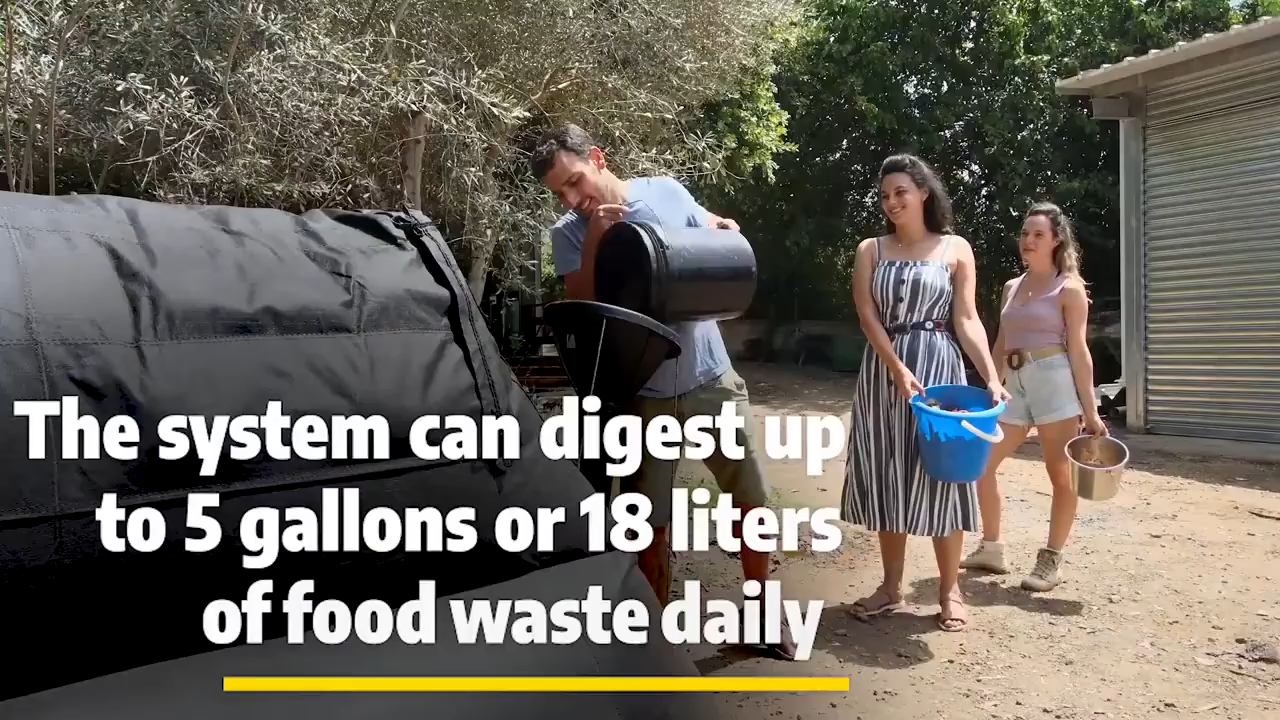 The system can digest up
to 5 gallons or 18 liters
of food waste daily